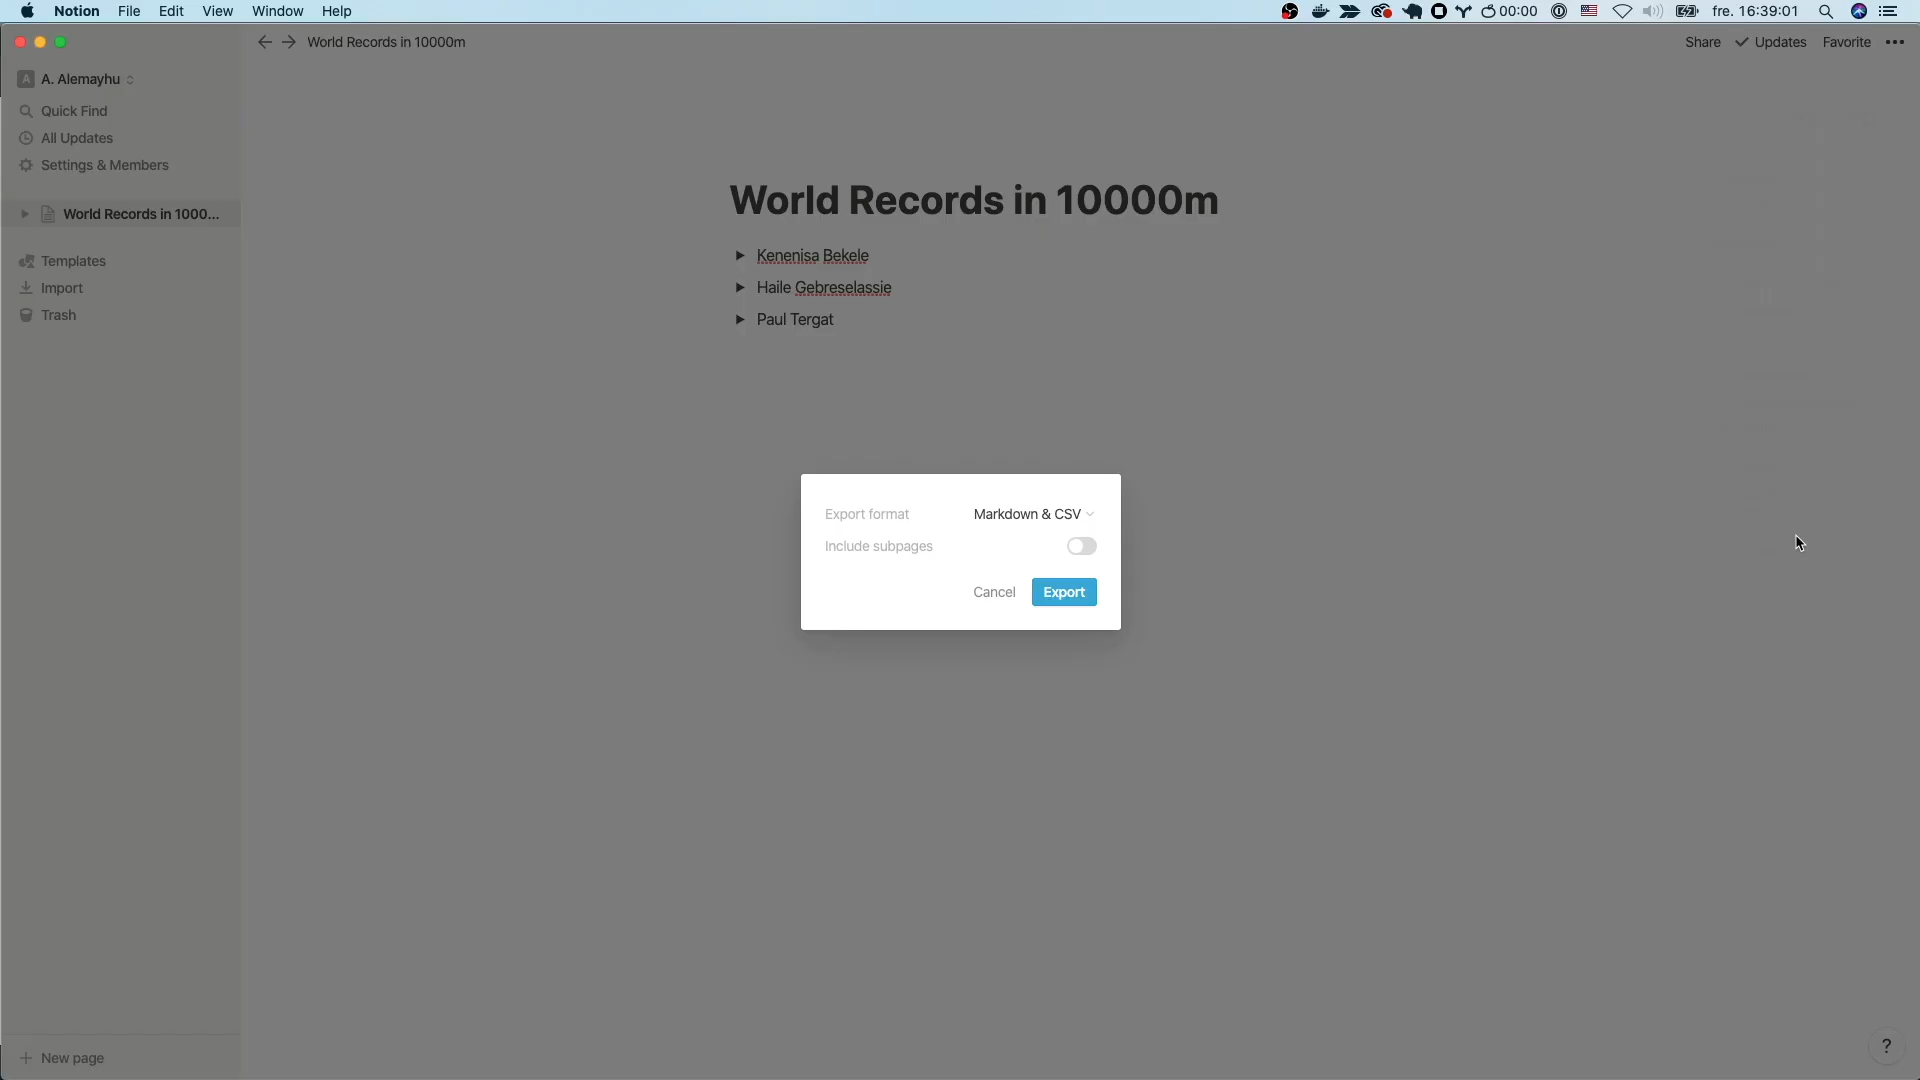 Notion File Edit View Window Help 00:00 fre. 16:39:01
World Records in 10000m Share Updates Favorite
A A. Alemayhu
Quick Find
All Updates
Settings & Members
World Records in 1000...
Templates
Import
Trash
World Records in 10000m
Kenenisa Bekele
Haile Gebreselassie
Paul Tergat
Export format Markdown & CSV
Include subpages
Cancel Export
New page
?